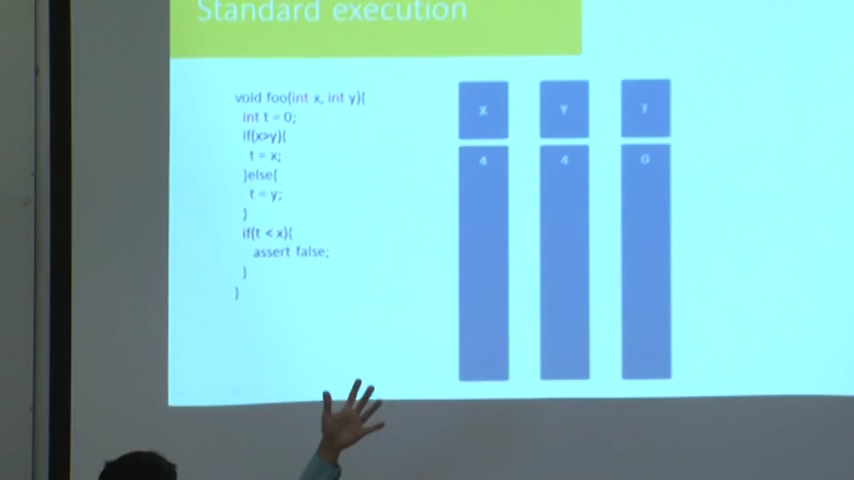 Standard execution
void foo(int x, int y){
int t = 0;
if(x>y){
t = x;
}else{
t = y;
}
if(t < x){
assert false;
}
}
X Y T
4 4 0